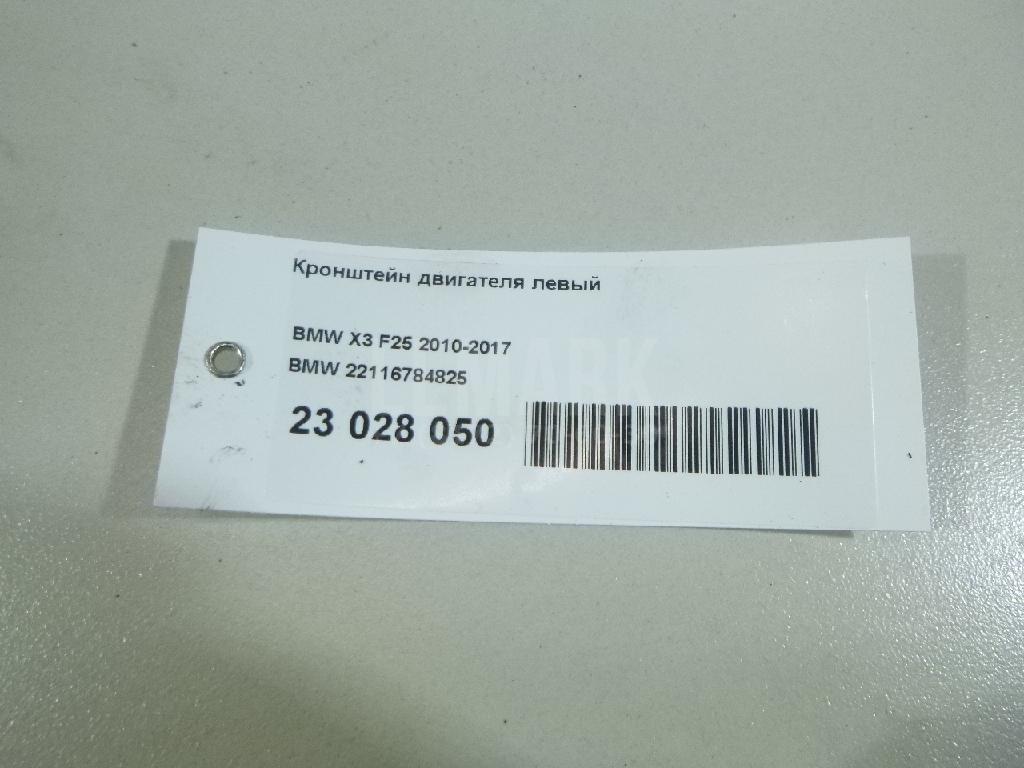 Кронштейн двигателя левый
BMW X3 F25 2010-2017
BMW 22116784825
23 028 050